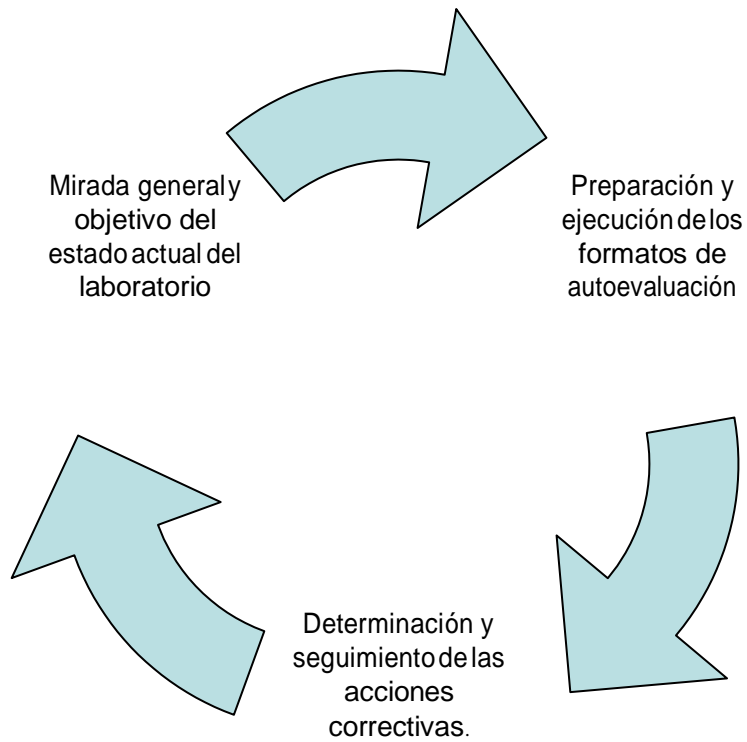 Mirada general y
objetivo del
estado actual del
laboratorio
Preparación y
ejecución de los
formatos de
autoevaluación
Determinación y
seguimiento de las
acciones
correctivas.